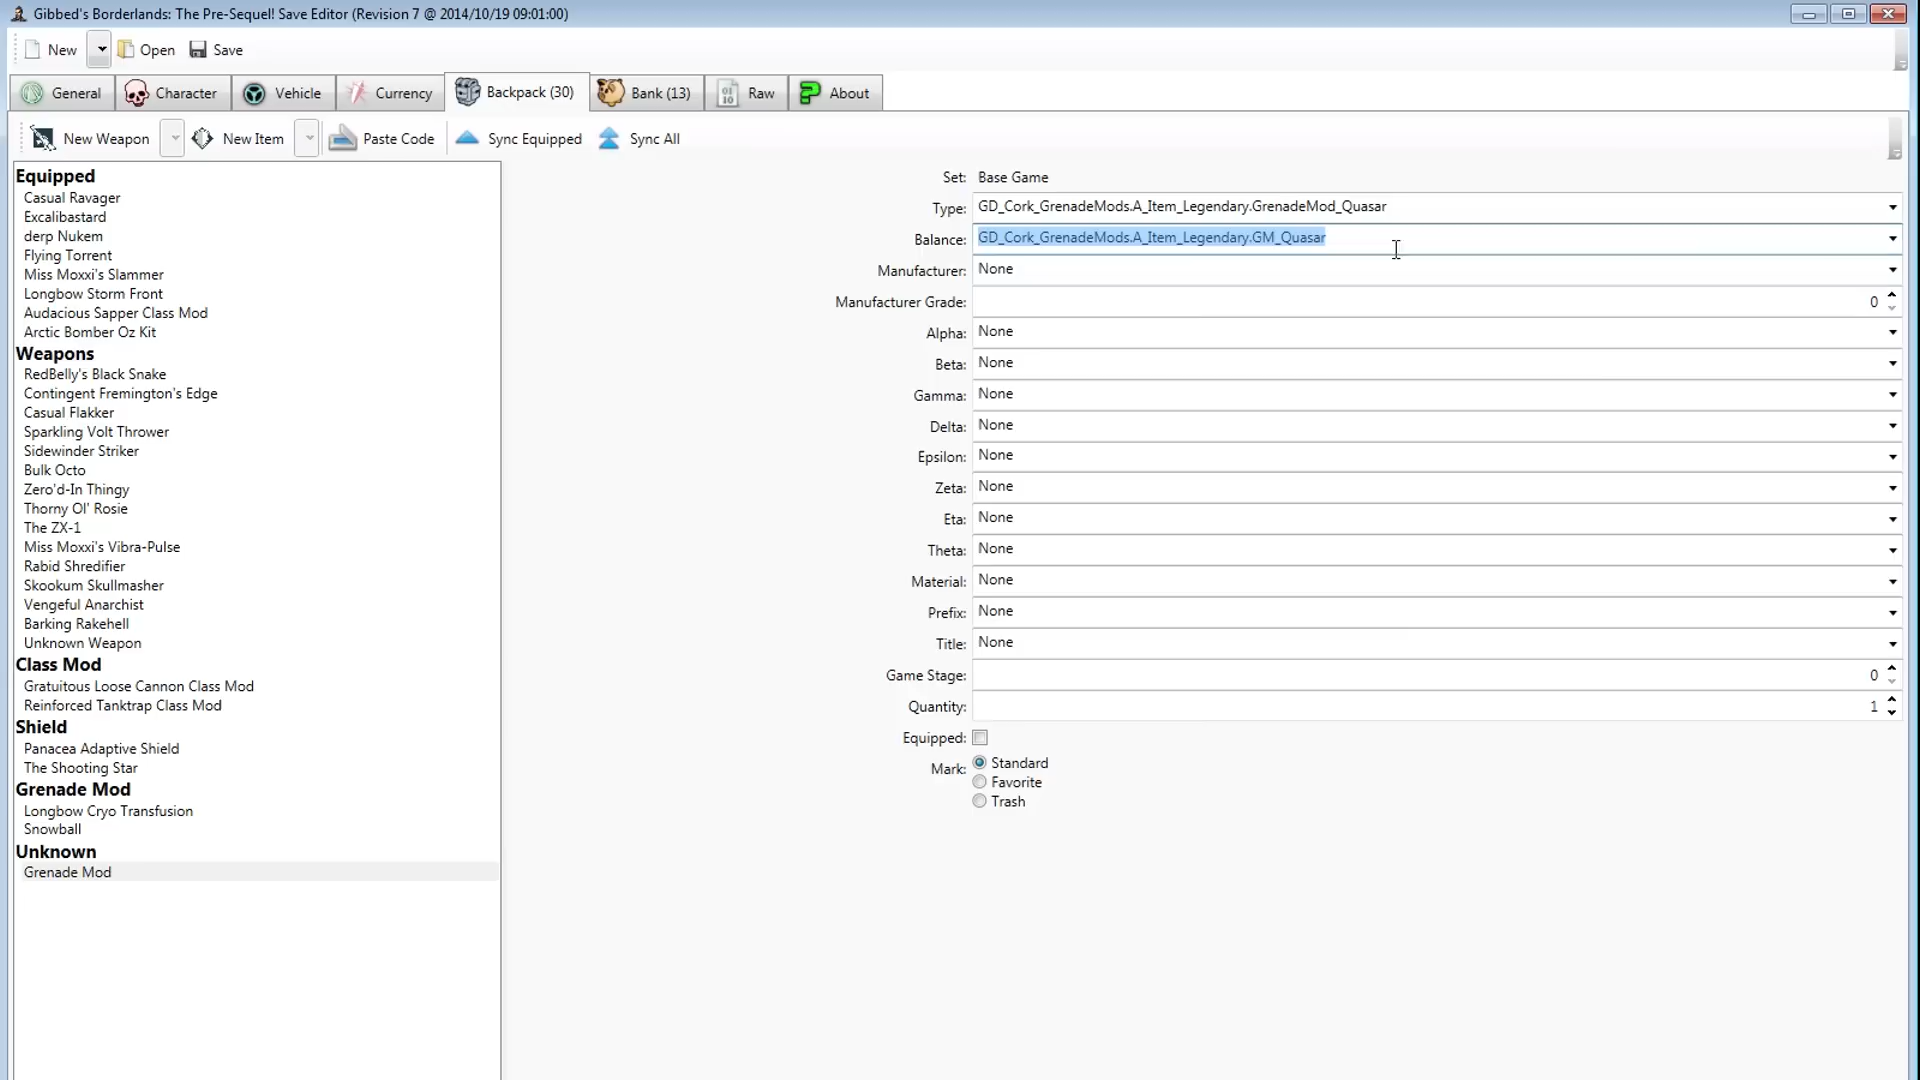 Gibbed's Borderlands: The Pre-Sequel! Save Editor (Revision 7 @ 2014/10/19 09:01:00)
New Open Save
General Character Vehicle Currency Backpack (30) Bank (13) Raw About
New Weapon New Item Paste Code Sync Equipped Sync All
Equipped
Casual Ravager
Excalibastard
derp Nukem
Flying Torrent
Miss Moxxi's Slammer
Longbow Storm Front
Audacious Sapper Class Mod
Arctic Bomber Oz Kit
Weapons
RedBelly's Black Snake
Contingent Fremington's Edge
Casual Flakker
Sparkling Volt Thrower
Sidewinder Striker
Bulk Octo
Zero'd-In Thingy
Thorny Ol' Rosie
The ZX-1
Miss Moxxi's Vibra-Pulse
Rabid Shredifier
Skookum Skullmasher
Vengeful Anarchist
Barking Rakehell
Unknown Weapon
Class Mod
Gratuitous Loose Cannon Class Mod
Reinforced Tanktrap Class Mod
Shield
Panacea Adaptive Shield
The Shooting Star
Grenade Mod
Longbow Cryo Transfusion
Snowball
Unknown
Grenade Mod
Set: Base Game
Type: GD_Cork_GrenadeMods.A_Item_Legendary.GrenadeMod_Quasar
Balance: GD_Cork_GrenadeMods.A_Item_Legendary.GM_Quasar
Manufacturer: None
Manufacturer Grade: 0
Alpha: None
Beta: None
Gamma: None
Delta: None
Epsilon: None
Zeta: None
Eta: None
Theta: None
Material: None
Prefix: None
Title: None
Game Stage: 0
Quantity: 1
Equipped:
Mark: Standard
Favorite
Trash